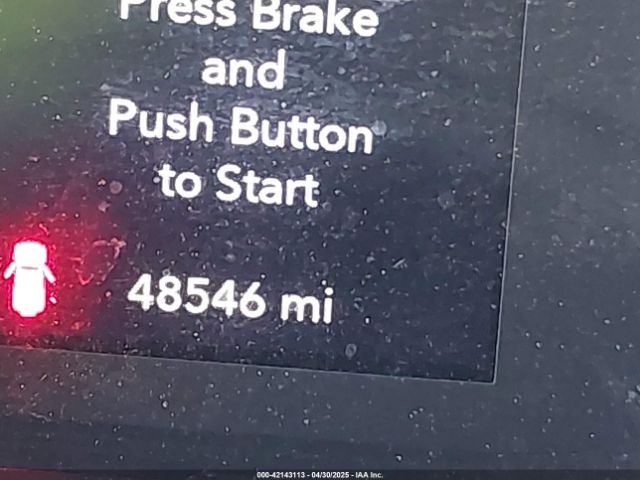 Press Brake
and
Push Button
to Start
48546 mi
000-42143113 - 04/30/2025 - IAA Inc.